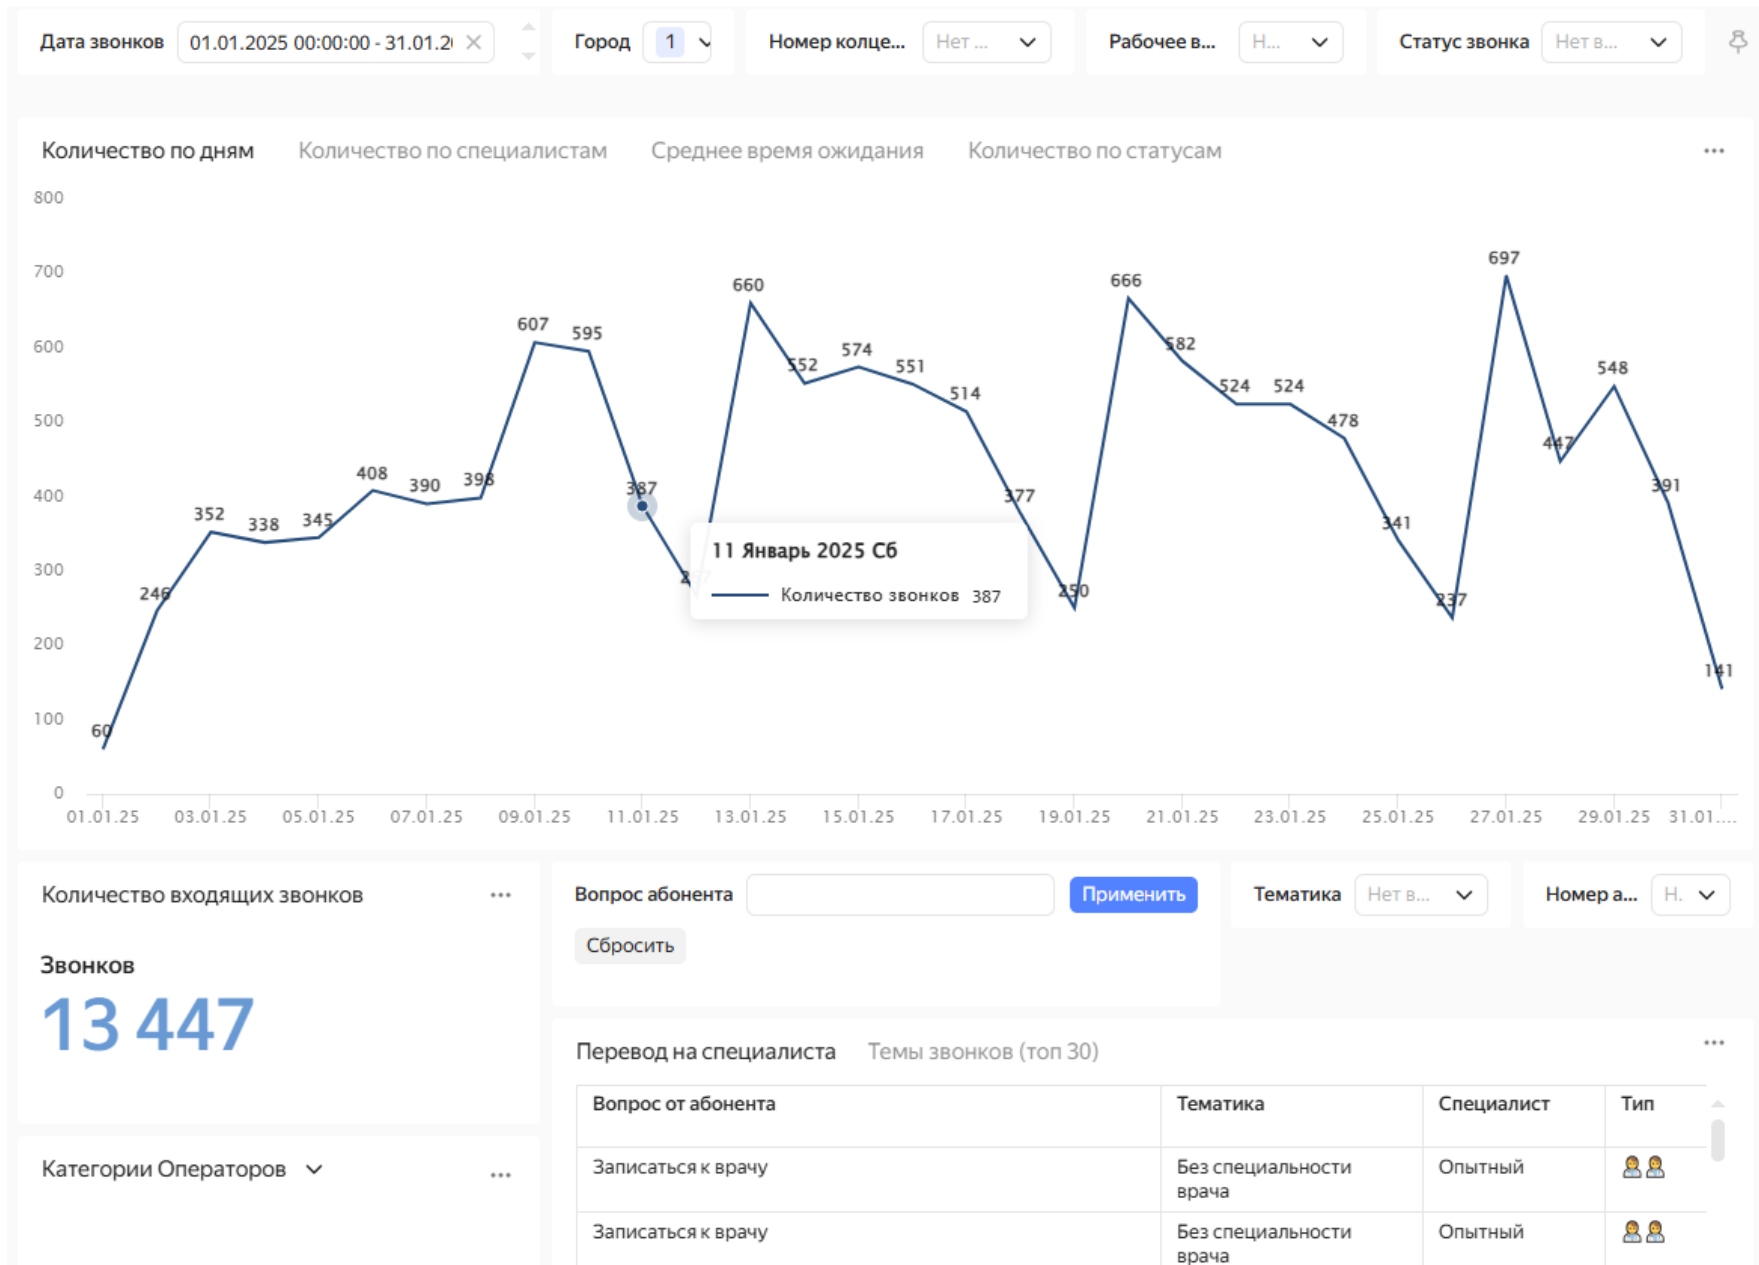 Дата звонков 01.01.2025 00:00:00 - 31.01.2 Город 1 Номер колце... Нет ... Рабочее в... Н... Статус звонка Нет в...
Количество по дням Количество по специалистам Среднее время ожидания Количество по статусам
800
700
600
500
400
300
200
100
0
60
246
352
338
345
408
390
398
607
595
387
660
552
574
551
514
377
250
666
582
524
524
478
341
237
697
447
548
391
141
11 Январь 2025 Сб
Количество звонков 387
01.01.25 03.01.25 05.01.25 07.01.25 09.01.25 11.01.25 13.01.25 15.01.25 17.01.25 19.01.25 21.01.25 23.01.25 25.01.25 27.01.25 29.01.25 31.01....
Количество входящих звонков
Звонков
13 447
Категории Операторов
Вопрос абонента Применить Тематика Нет в... Номер а... Н.
Сбросить
Перевод на специалиста Темы звонков (топ 30)
Вопрос от абонента Тематика Специалист Тип
Записаться к врачу Без специальности Опытный
врача
Записаться к врачу Без специальности Опытный
врача